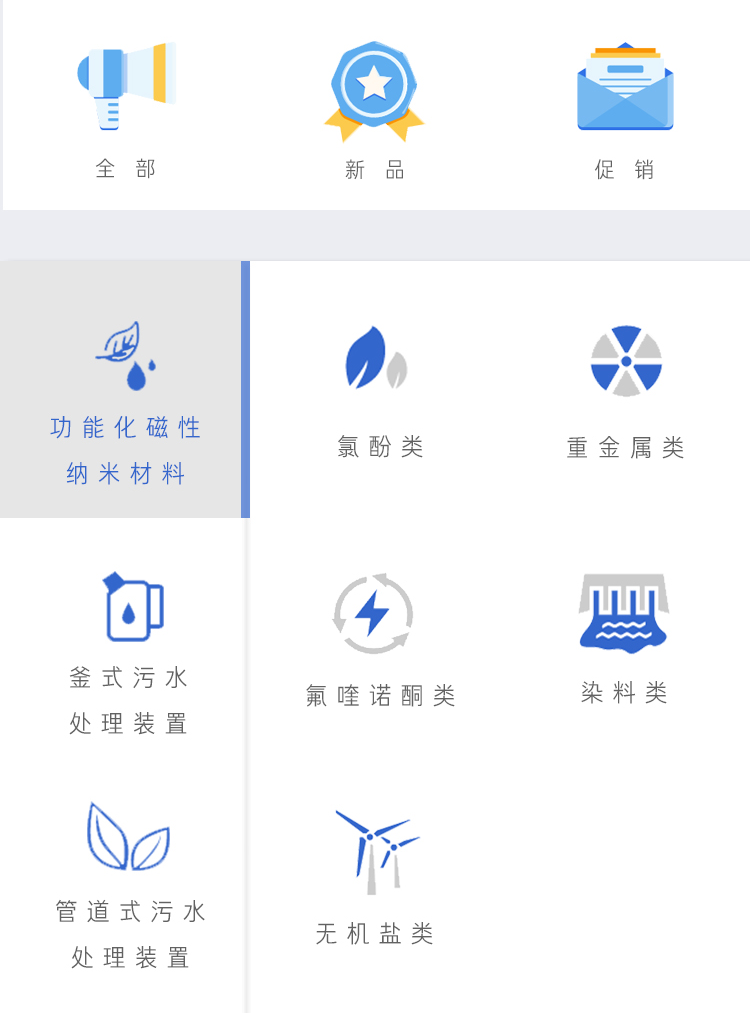 全部
新品
促销
功能化磁性
纳米材料
氯酚类
重金属类
釜式污水
处理装置
氟喹诺酮类
染料类
管道式污水
处理装置
无机盐类